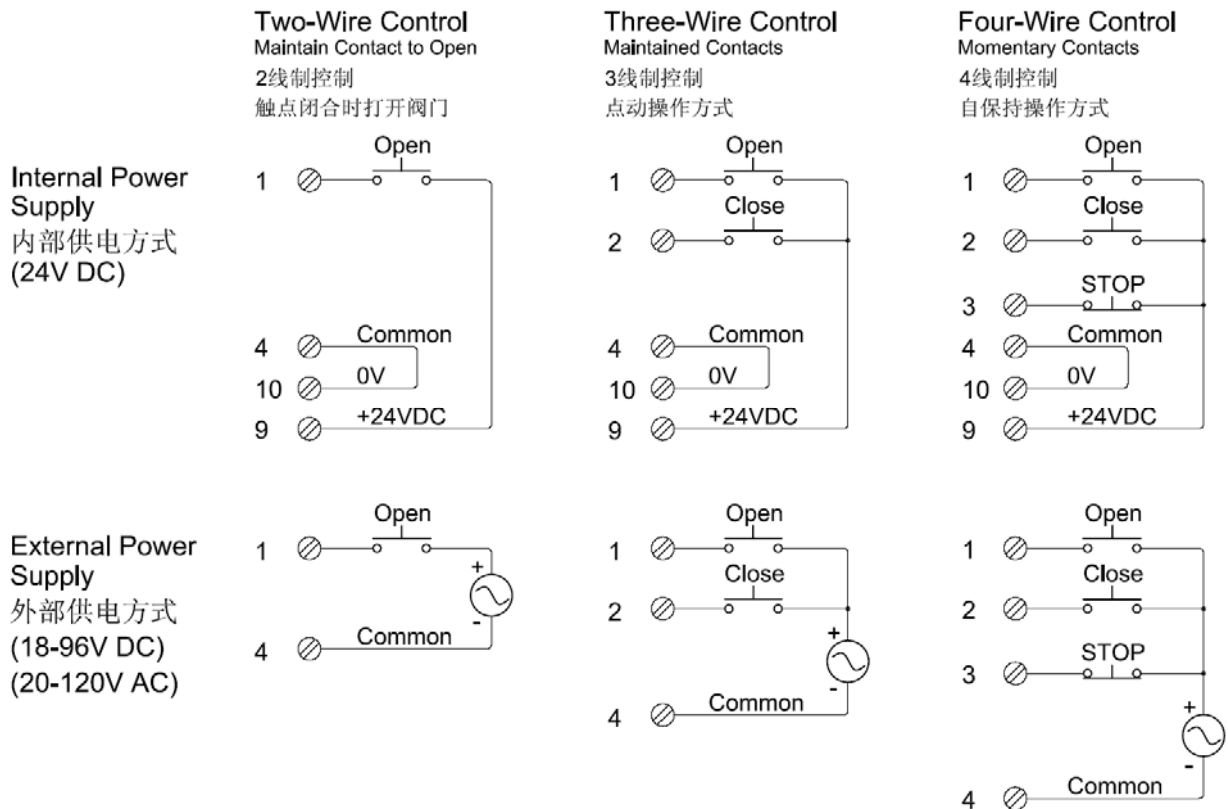 Two-Wire Control
Maintain Contact to Open
2线制控制
触点闭合时打开阀门
Three-Wire Control
Maintained Contacts
3线制控制
点动操作方式
Four-Wire Control
Momentary Contacts
4线制控制
自保持操作方式
Internal Power
Supply
内部供电方式
(24V DC)
Open
1
4 Common
10 0V
9 +24VDC
Open
1
Close
2
4 Common
10 0V
9 +24VDC
Open
1
Close
2
STOP
3
4 Common
10 0V
9 +24VDC
External Power
Supply
外部供电方式
(18-96V DC)
(20-120V AC)
Open
1
+
-
4 Common
Open
1
Close
2
+
-
4 Common
Open
1
Close
2
STOP
3
+
-
4 Common